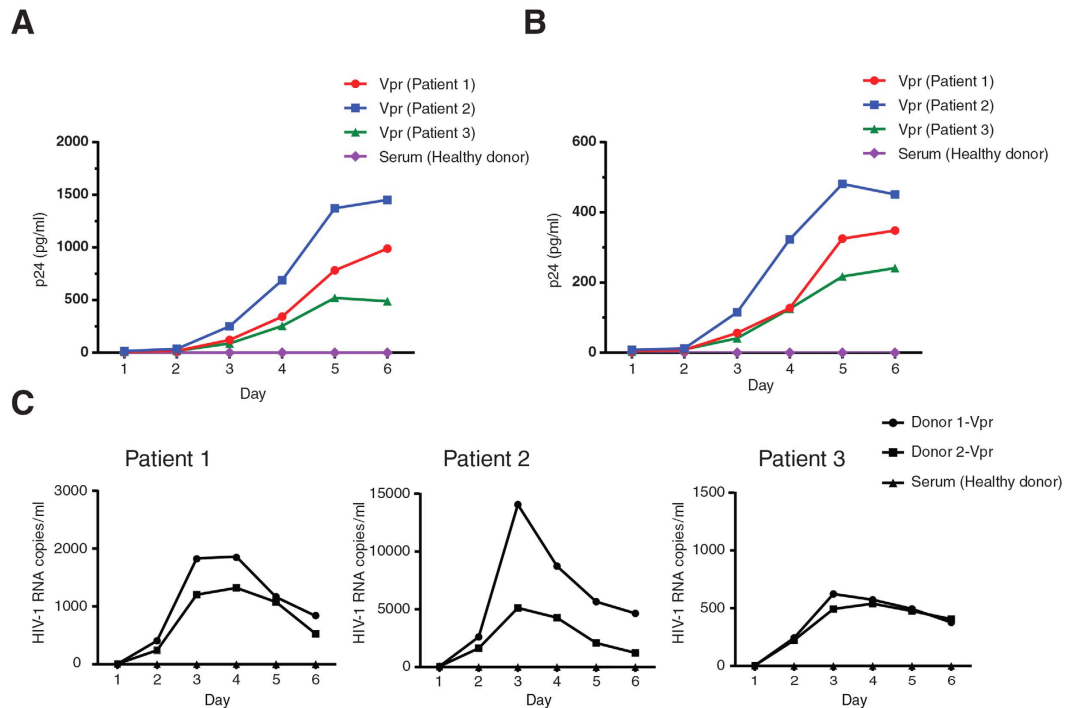 A
B
Vpr (Patient 1)
Vpr (Patient 2)
Vpr (Patient 3)
Serum (Healthy donor)
2000
1500
1000
500
0
p24 (pg/ml)
1 2 3 4 5 6
Day
Vpr (Patient 1)
Vpr (Patient 2)
Vpr (Patient 3)
Serum (Healthy donor)
600
400
200
0
p24 (pg/ml)
1 2 3 4 5 6
Day
C
Donor 1-Vpr
Donor 2-Vpr
Serum (Healthy donor)
Patient 1
3000
2000
1000
0
HIV-1 RNA copies/ml
1 2 3 4 5 6
Day
Patient 2
15000
10000
5000
0
HIV-1 RNA copies/ml
1 2 3 4 5 6
Day
Patient 3
1500
1000
500
0
HIV-1 RNA copies/ml
1 2 3 4 5 6
Day